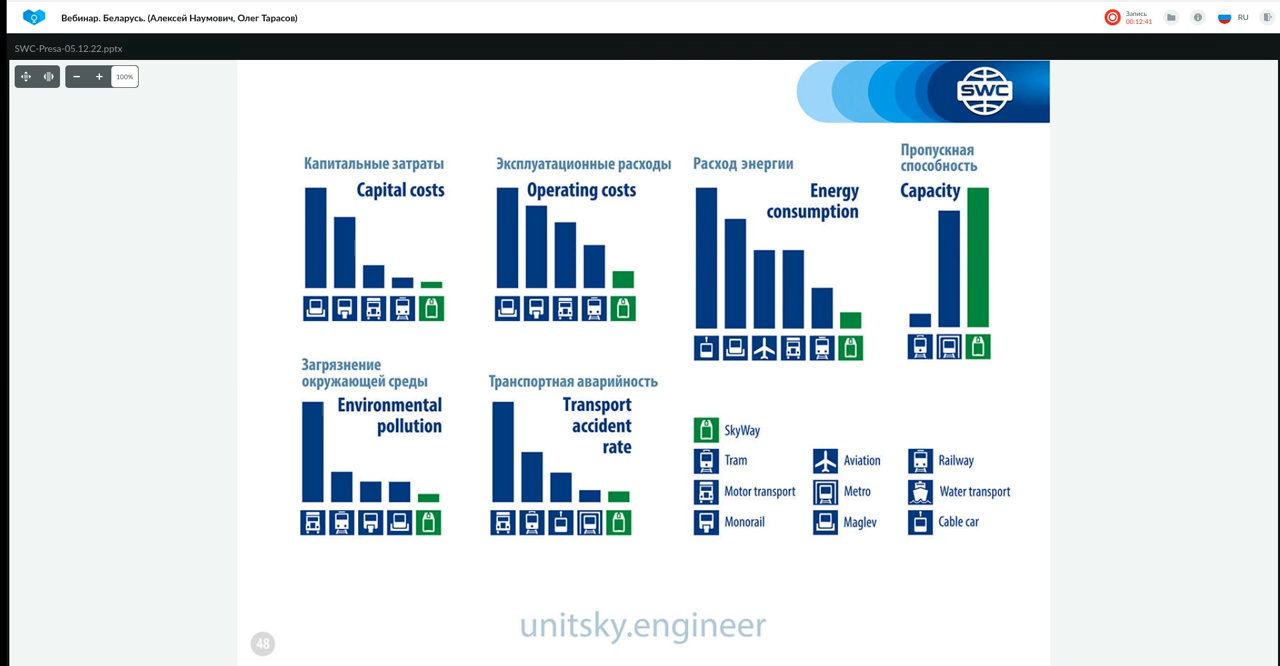 Вебинар. Беларусь. (Алексей Наумович, Олег Тарасов)
Запись
00:12:41
RU
SWC-Presa-05.12.22.pptx
100%
SWC
Капитальные затраты
Capital costs
Эксплуатационные расходы
Operating costs
Расход энергии
Energy
consumption
Пропускная
способность
Capacity
Загрязнение
окружающей среды
Environmental
pollution
Транспортная аварийность
Transport
accident
rate
SkyWay
Tram
Aviation
Railway
Motor transport
Metro
Water transport
Monorail
Maglev
Cable car
unitsky.engineer
48